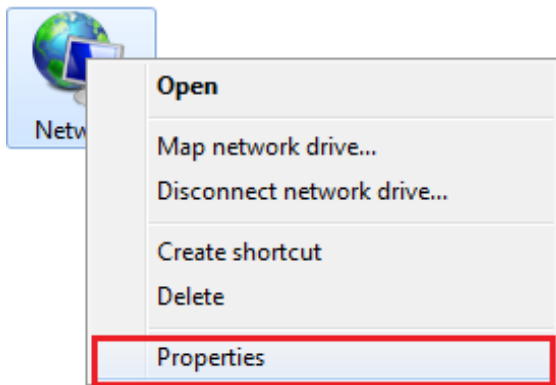 Open
Netw
Map network drive...
Disconnect network drive...
Create shortcut
Delete
Properties